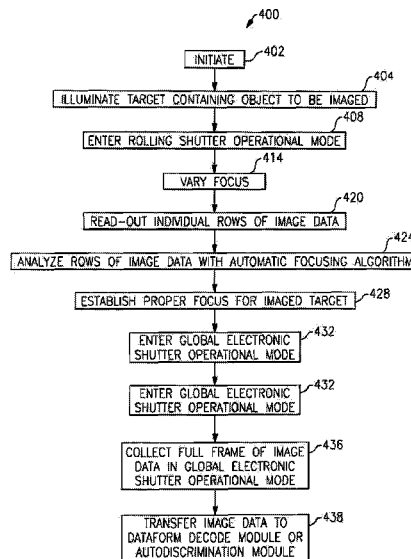 400
INITIATE
402
404
ILLUMINATE TARGET CONTAINING OBJECT TO BE IMAGED
408
ENTER ROLLING SHUTTER OPERATIONAL MODE
414
VARY FOCUS
420
READ-OUT INDIVIDUAL ROWS OF IMAGE DATA
424
ANALYZE ROWS OF IMAGE DATA WITH AUTOMATIC FOCUSING ALGORITHM
ESTABLISH PROPER FOCUS FOR IMAGED TARGET
428
ENTER GLOBAL ELECTRONIC
SHUTTER OPERATIONAL MODE
432
ENTER GLOBAL ELECTRONIC
SHUTTER OPERATIONAL MODE
432
COLLECT FULL FRAME OF IMAGE
DATA IN GLOBAL ELECTRONIC
SHUTTER OPERATIONAL MODE
436
TRANSFER IMAGE DATA TO
DATAFORM DECODE MODULE OR
AUTODISCRIMINATION MODULE
438